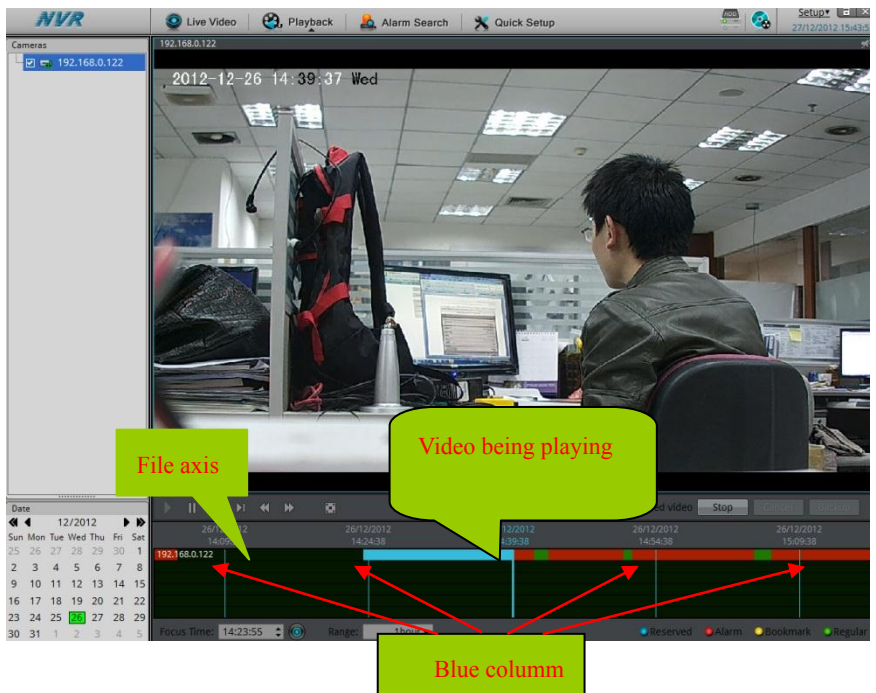 NVR
Live Video
Playback
Alarm Search
Quick Setup
Setup
27/12/2012 15:43:5
Cameras
192.168.0.122
192.168.0.122
2012-12-26 14:39:37 Wed
File axis
Video being playing
Date
12/2012
Sun Mon Tue Wed Thu Fri Sat
25 26 27 28 29 30 1
2 3 4 5 6 7 8
9 10 11 12 13 14 15
16 17 18 19 20 21 22
23 24 25 26 27 28 29
30 31 1 2 3 4 5
video Stop Cancel Backup
26/12/2012 26/12/2012 26/12/2012 26/12/2012
14:24:38 14:39:38 14:54:38 15:09:38
192.168.0.122
Focus Time: 14:23:55 Range: 1hour
Reserved Alarm Bookmark Regular
Blue columm